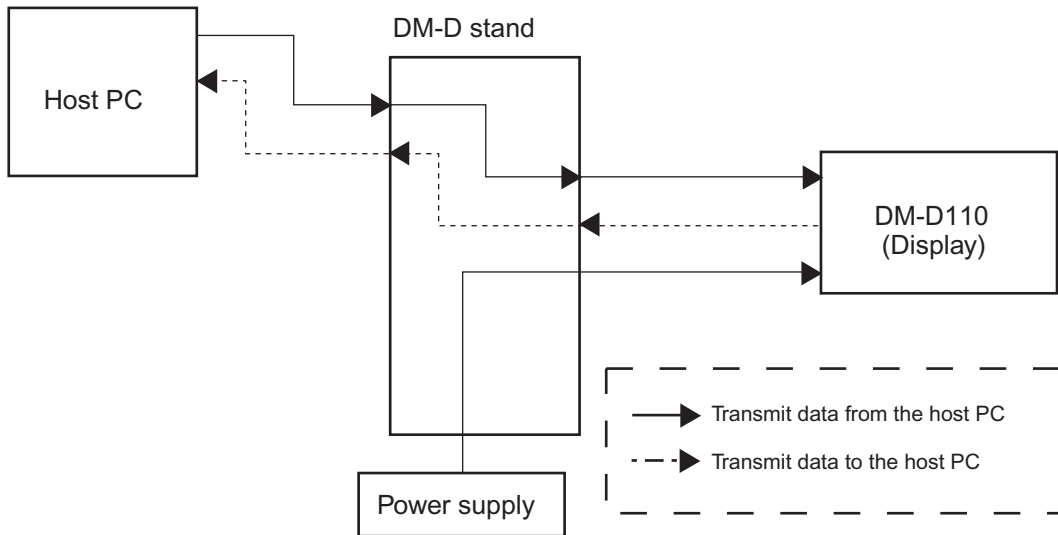 DM-D stand
Host PC
DM-D110
(Display)
Transmit data from the host PC
Transmit data to the host PC
Power supply